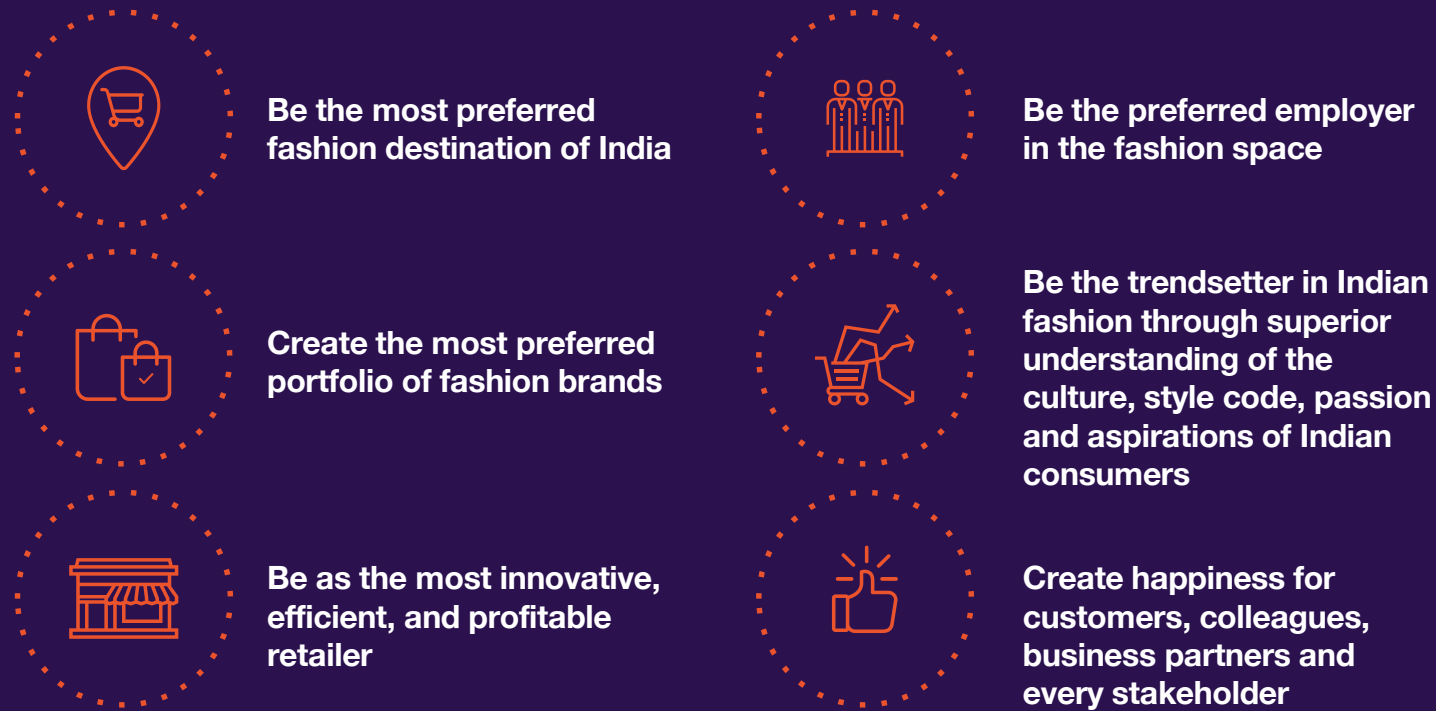 Be the most preferred
fashion destination of India
Create the most preferred
portfolio of fashion brands
Be as the most innovative,
efficient, and profitable
retailer
Be the preferred employer
in the fashion space
Be the trendsetter in Indian
fashion through superior
understanding of the
culture, style code, passion
and aspirations of Indian
consumers
Create happiness for
customers, colleagues,
business partners and
every stakeholder